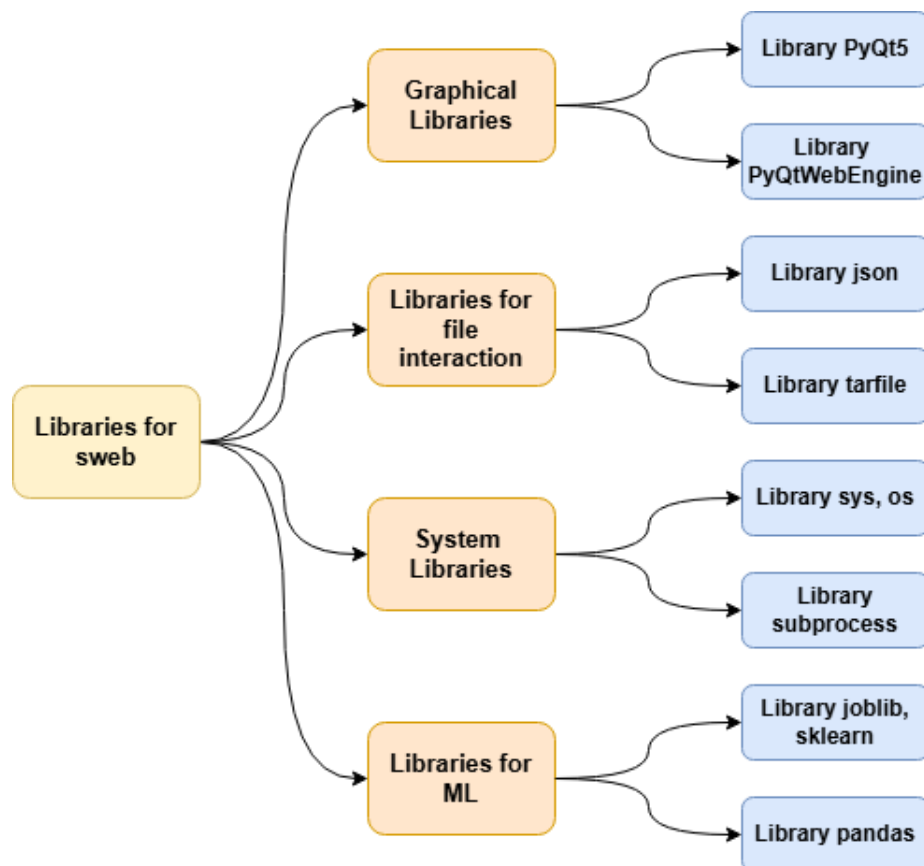 Library PyQt5
Graphical
Libraries
Library
PyQtWebEngine
Library json
Libraries for
file
interaction
Library tarfile
Libraries for
sweb
Library sys, os
System
Libraries
Library
subprocess
Library joblib,
sklearn
Libraries for
ML
Library pandas